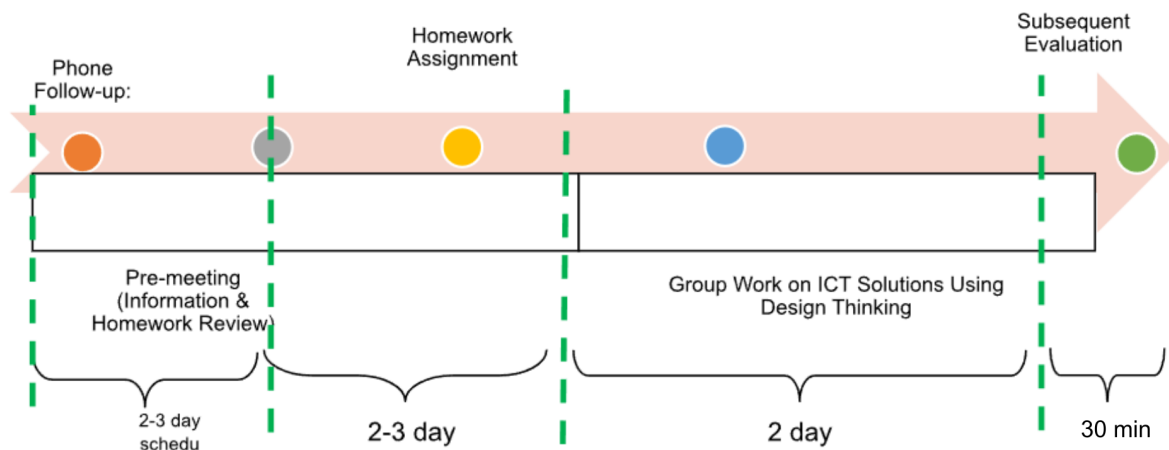 Phone
Follow-up:
Homework
Assignment
Subsequent
Evaluation
Pre-meeting
(Information &
Homework Review)
Group Work on ICT Solutions Using
Design Thinking
2-3 day
schedu
2-3 day
2 day
30 min